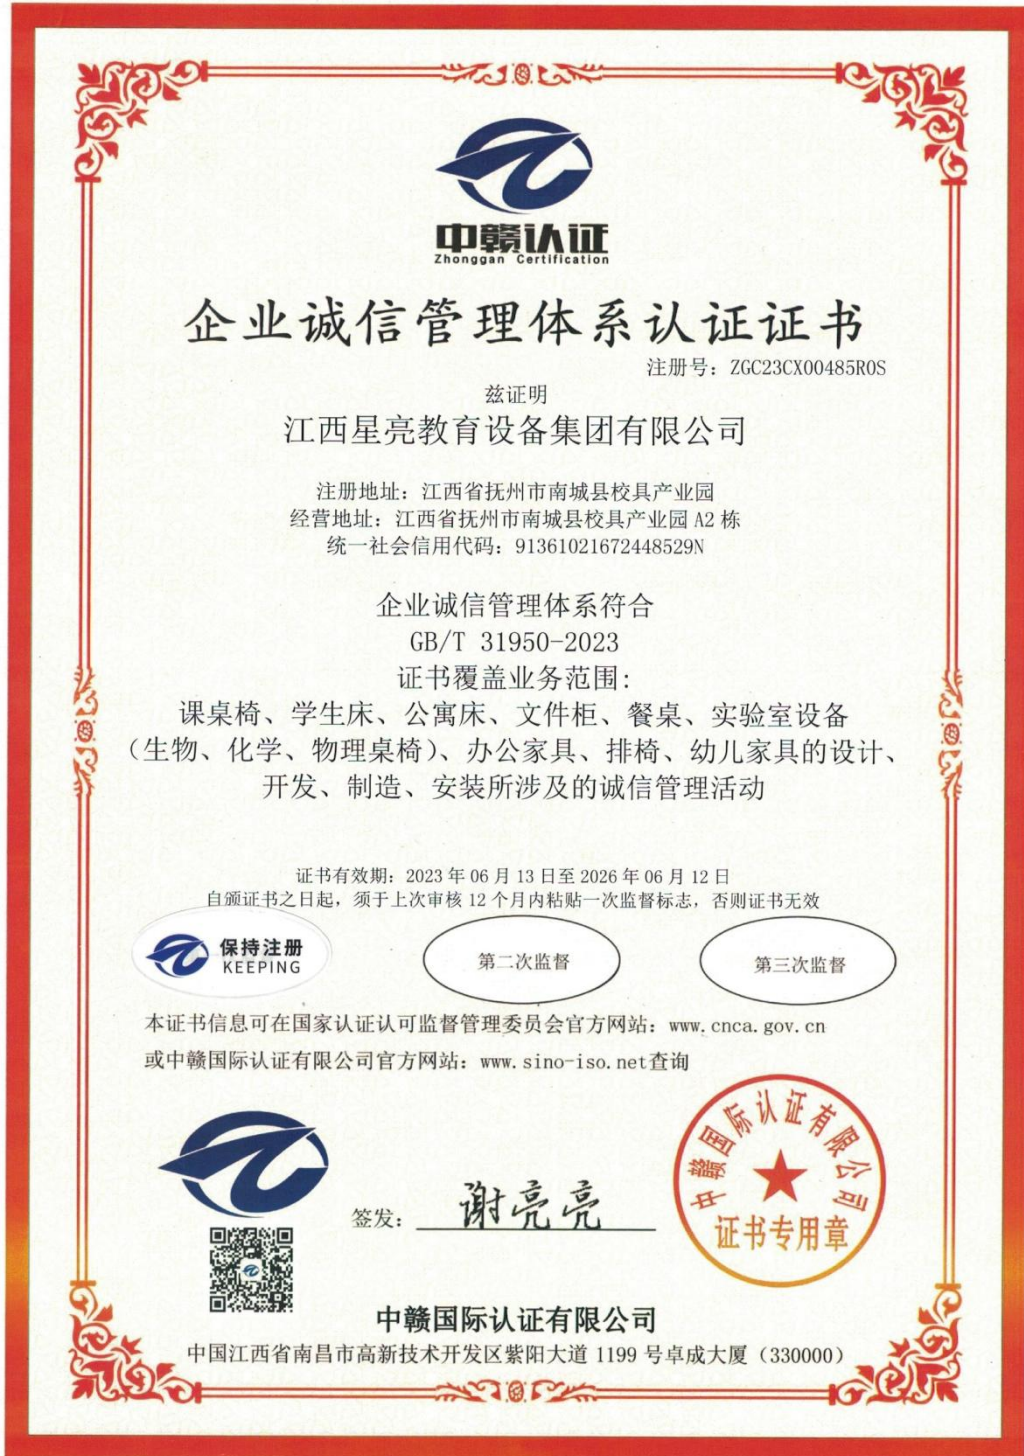 中赣认证
Zhonggan Certification
企业诚信管理体系认证证书
注册号：ZGC23CX00485R0S
兹证明
江西星亮教育设备集团有限公司
注册地址：江西省抚州市南城县校具产业园
经营地址：江西省抚州市南城县校具产业园 A2 栋
统一社会信用代码：91361021672448529N
企业诚信管理体系符合
GB/T 31950-2023
证书覆盖业务范围：
课桌椅、学生床、公寓床、文件柜、餐桌、实验室设备
（生物、化学、物理桌椅）、办公家具、排椅、幼儿家具的设计、
开发、制造、安装所涉及的诚信管理活动
证书有效期：2023 年 06 月 13 日至 2026 年 06 月 12 日
自颁证书之日起，须于上次审核 12 个月内粘贴一次监督标志，否则证书无效
保持注册
KEEPING
第二次监督
第三次监督
本证书信息可在国家认证认可监督管理委员会官方网站：www.cnca.gov.cn
或中赣国际认证有限公司官方网站：www.sino-iso.net查询
中赣国际认证有限公司
证书专用章
签发：谢亮亮
中赣国际认证有限公司
中国江西省南昌市高新技术开发区紫阳大道 1199 号卓成大厦（330000）